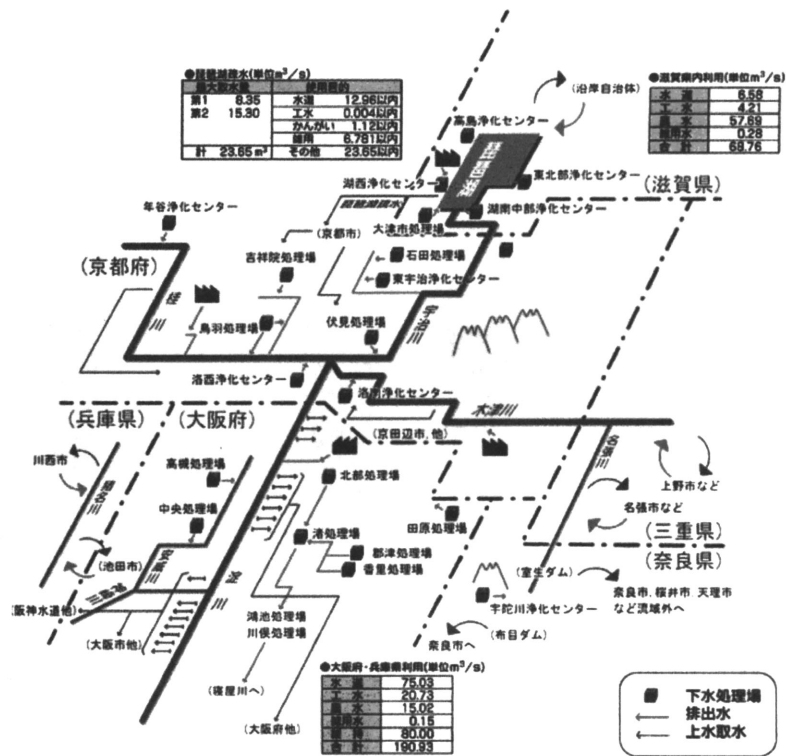 ●琵琶湖疏水(単位m³/s)
最大取水量 使用目的
第1 8.35 水道 12.96以内
第2 15.30 工水 0.004以内
かんがい 1.12以内
雑用 6.781以内
計 23.65m³ その他 23.65以内
●滋賀県内利用(単位m³/s)
水道 6.58
工水 4.21
農水 57.69
雑用水 0.28
合計 68.76
(沿岸自治体)
高島浄化センター
琵琶湖
湖西浄化センター
東北部浄化センター
(滋賀県)
琵琶湖疏水
湖南中部浄化センター
大津市処理場
年谷浄化センター
(京都市)
吉祥院処理場
石田処理場
東宇治浄化センター
(京都府)
桂川
鳥羽処理場
伏見処理場
宇治川
洛西浄化センター
洛南浄化センター
木津川
(兵庫県)
(大阪府)
(京田辺市、他)
名張川
川西市
猪名川
高槻処理場
北部処理場
上野市など
名張市など
中央処理場
渚処理場
田原処理場
(三重県)
郡津処理場
香里処理場
(奈良県)
(池田市)
安威川
淀川
(室生ダム)
奈良市、桜井市、天理市
など流域外へ
宇陀川浄化センター
(阪神水道他)
鴻池処理場
川俣処理場
(布目ダム)
奈良市へ
(大阪市他)
(寝屋川へ)
(大阪府他)
●大阪府・兵庫県利用(単位m³/s)
水道 75.03
工水 20.73
農水 15.02
雑用水 0.15
維持 80.00
合計 190.93
下水処理場
排出水
上水取水